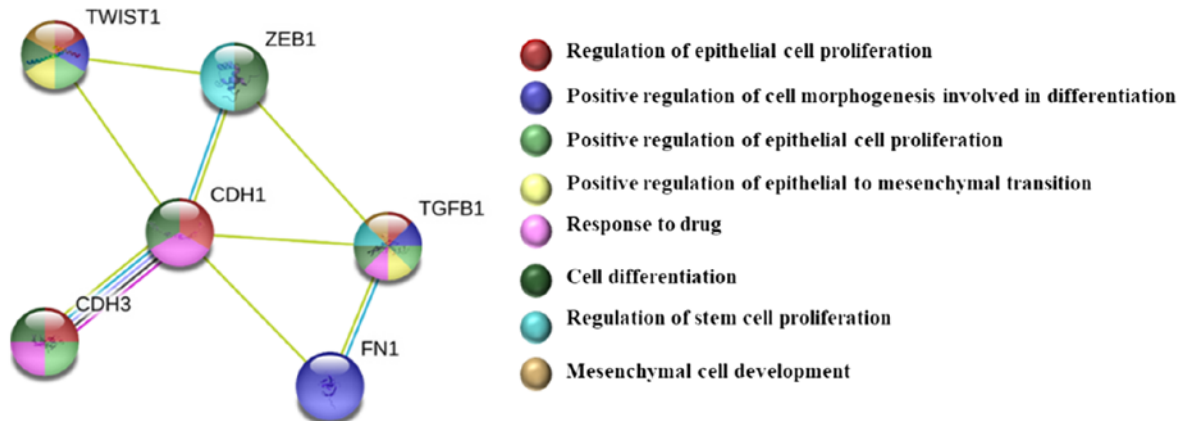 TWIST1
ZEB1
CDH1
TGFB1
CDH3
FN1
Regulation of epithelial cell proliferation
Positive regulation of cell morphogenesis involved in differentiation
Positive regulation of epithelial cell proliferation
Positive regulation of epithelial to mesenchymal transition
Response to drug
Cell differentiation
Regulation of stem cell proliferation
Mesenchymal cell development